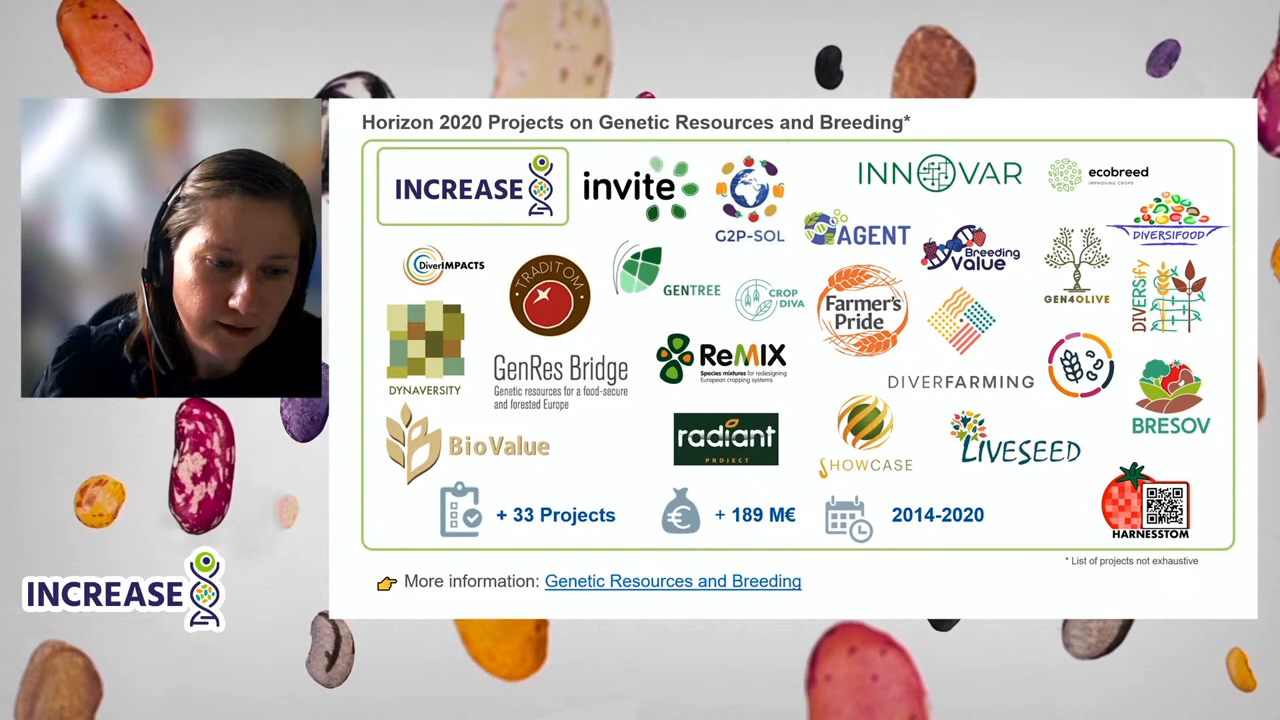 Horizon 2020 Projects on Genetic Resources and Breeding*
INCREASE
invite
G2P-SOL
INNOVAR
ecobreed
IMPROVING CROPS
AGENT
Breeding
Value
DIVERSIFOOD
DiverIMPACTS
TRADITOM
GENTREE
CROP
DIVA
Farmer's
Pride
GEN4OLIVE
DIVERSify
DYNAVERSITY
GenRes Bridge
Genetic resources for a food-secure
and forested Europe
ReMIX
Species mixtures for redesigning
European cropping systems
DIVERFARMING
BRESOV
BioValue
radiant
PROJECT
SHOWCASE
LIVESEED
HARNESSTOM
+ 33 Projects
+ 189 M€
2014-2020
* List of projects not exhaustive
More information: Genetic Resources and Breeding
INCREASE